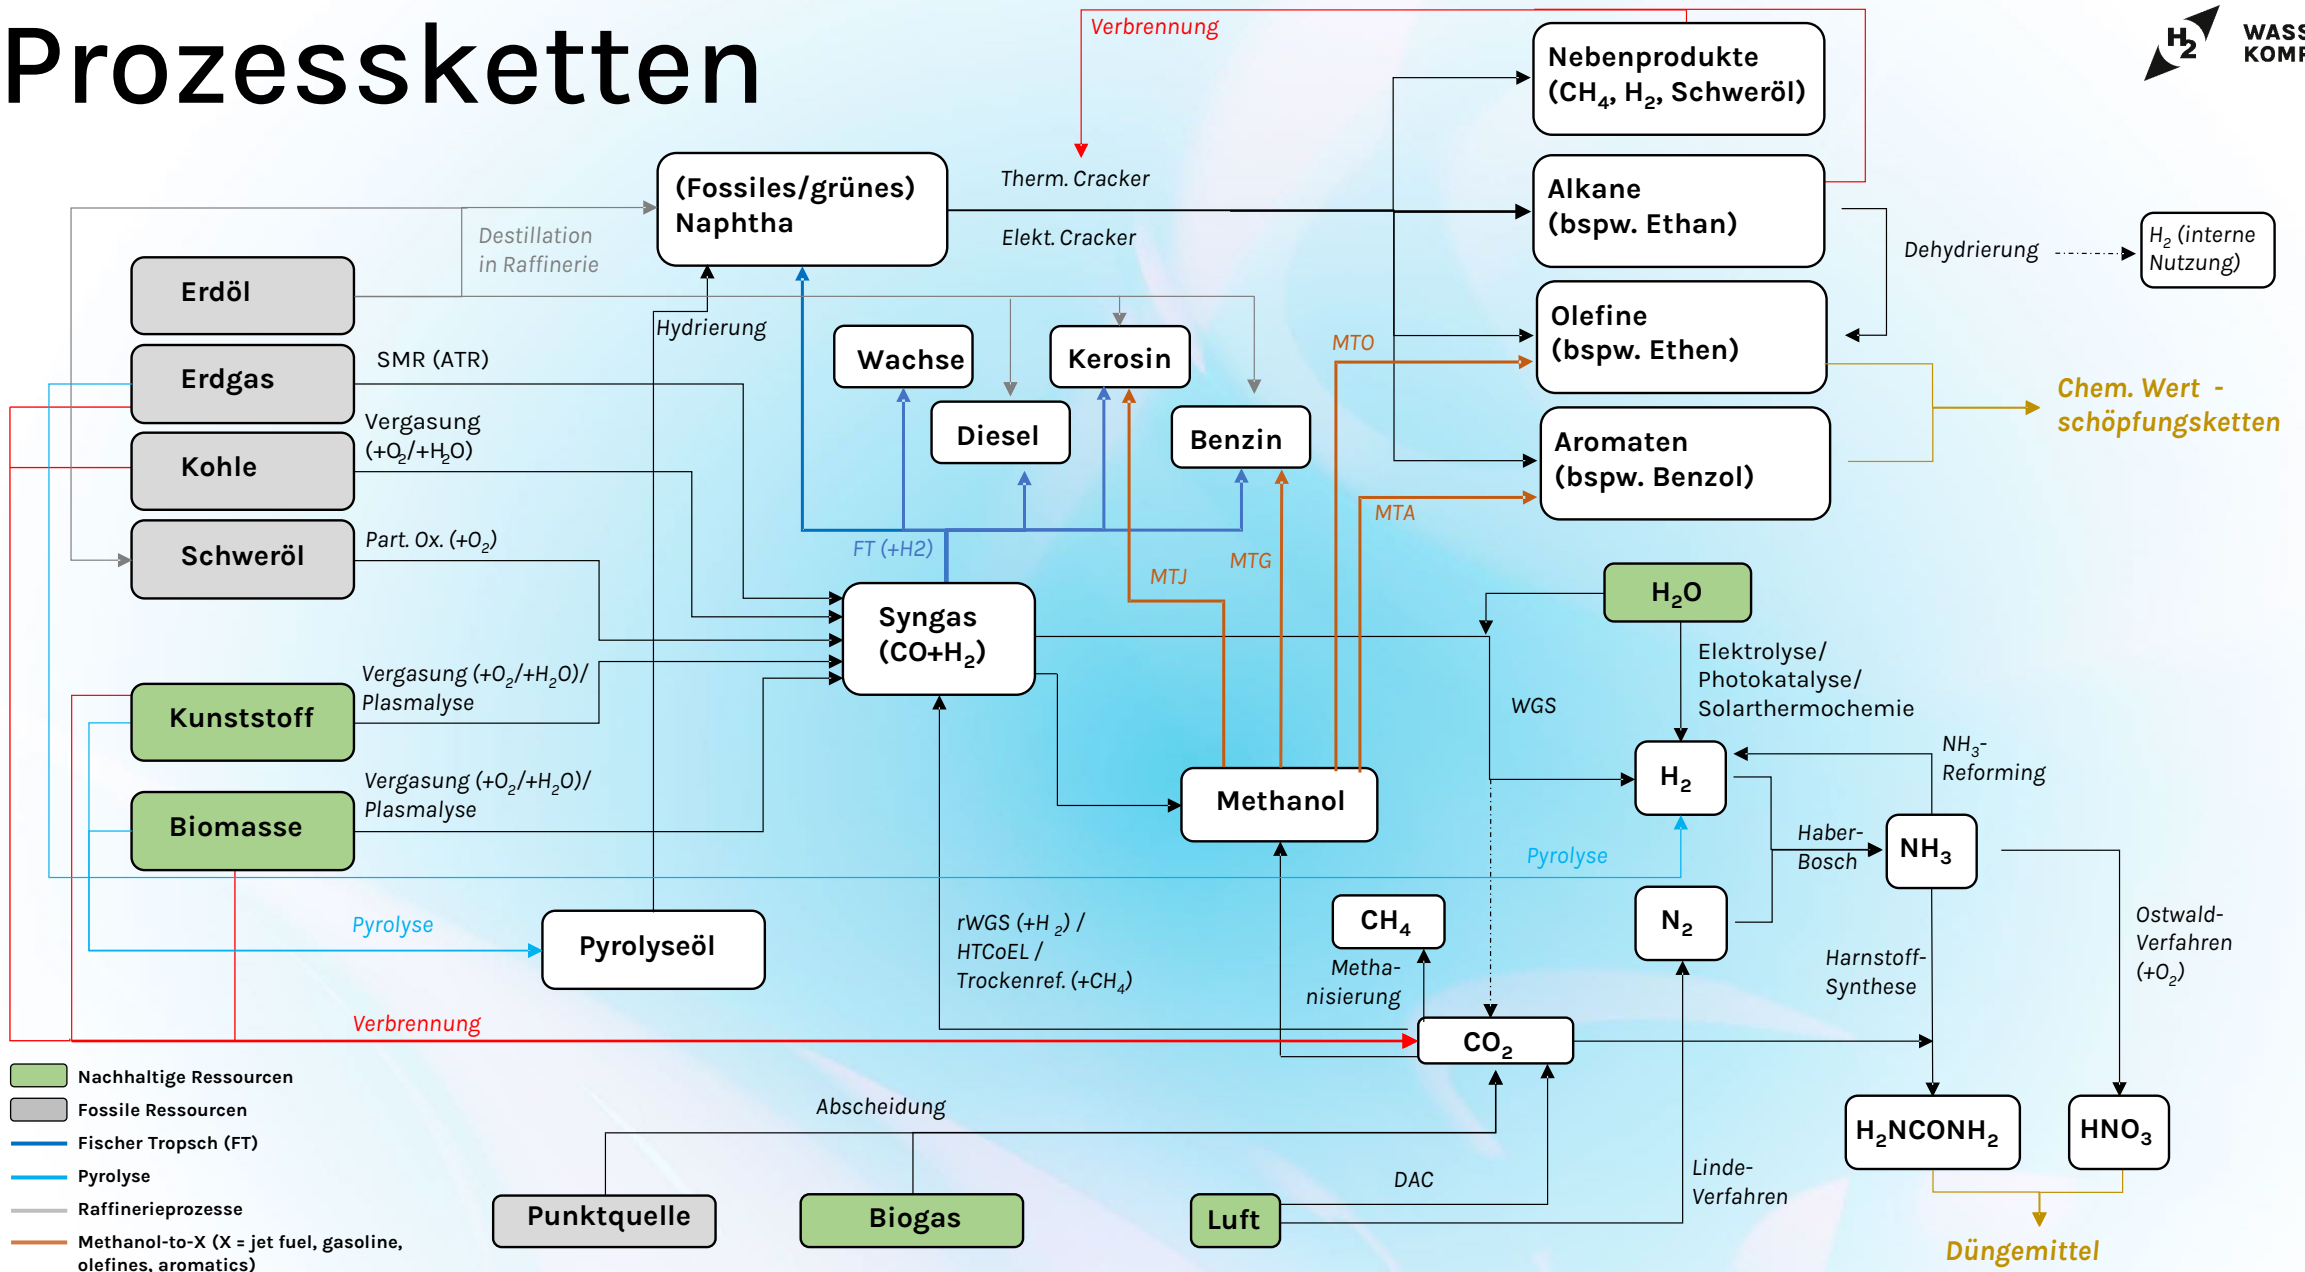 Prozessketten
Verbrennung
Nebenprodukte
(CH₄, H₂, Schweröl)
H₂
(Fossiles/grünes)
Naphtha
Therm. Cracker
Elekt. Cracker
Alkane
(bspw. Ethan)
Dehydrierung
H₂ (interne
Nutzung)
Destillation
in Raffinerie
Erdöl
Hydrierung
Olefine
(bspw. Ethen)
MTO
Wachse
Kerosin
Erdgas
SMR (ATR)
Diesel
Benzin
Chem. Wert -
schöpfungsketten
Kohle
Vergasung
(+O₂/+H₂O)
Aromaten
(bspw. Benzol)
MTA
Schweröl
Part. Ox. (+O₂)
FT (+H2)
MTJ
MTG
Syngas
(CO+H₂)
H₂O
Elektrolyse/
Photokatalyse/
Solarthermochemie
Kunststoff
Vergasung (+O₂/+H₂O)/
Plasmalyse
WGS
NH₃-
Reforming
Biomasse
Vergasung (+O₂/+H₂O)/
Plasmalyse
Methanol
H₂
Haber-
Bosch
NH₃
Pyrolyse
Pyrolyse
Pyrolyseöl
rWGS (+H ₂) /
HTCoEL /
Trockenref. (+CH₄)
CH₄
Metha-
nisierung
N₂
Harnstoff-
Synthese
Ostwald-
Verfahren
(+O₂)
Verbrennung
CO₂
Abscheidung
H₂NCONH₂
HNO₃
DAC
Linde-
Verfahren
Punktquelle
Biogas
Luft
Düngemittel
Nachhaltige Ressourcen
Fossile Ressourcen
Fischer Tropsch (FT)
Pyrolyse
Raffinerieprozesse
Methanol-to-X (X = jet fuel, gasoline,
olefines, aromatics)